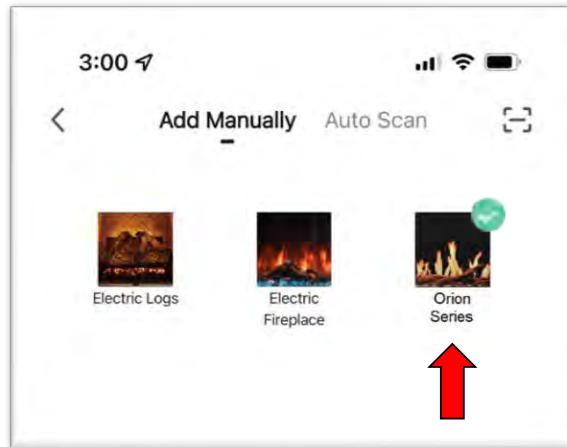 3:00
Add Manually Auto Scan
Electric Logs
Electric
Fireplace
Orion
Series